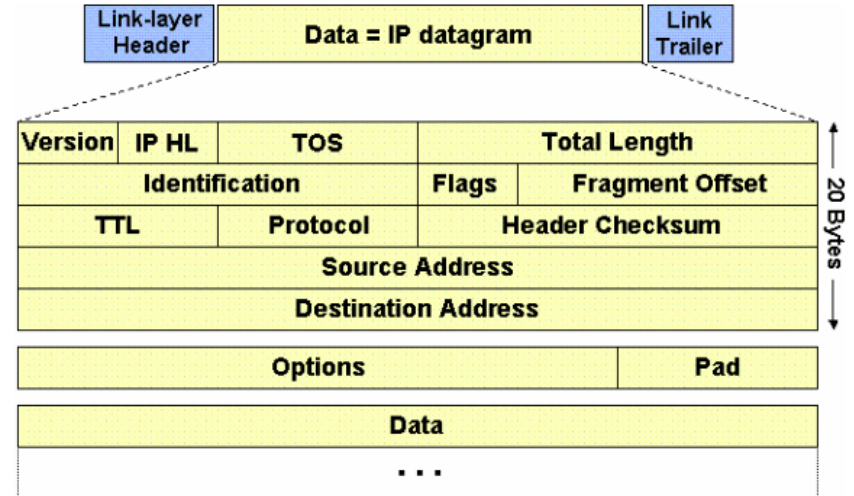 Link-layer
Header
Data = IP datagram
Link
Trailer
Version IP HL TOS Total Length
Identification Flags Fragment Offset
TTL Protocol Header Checksum
Source Address
Destination Address
20 Bytes
Options Pad
Data
...